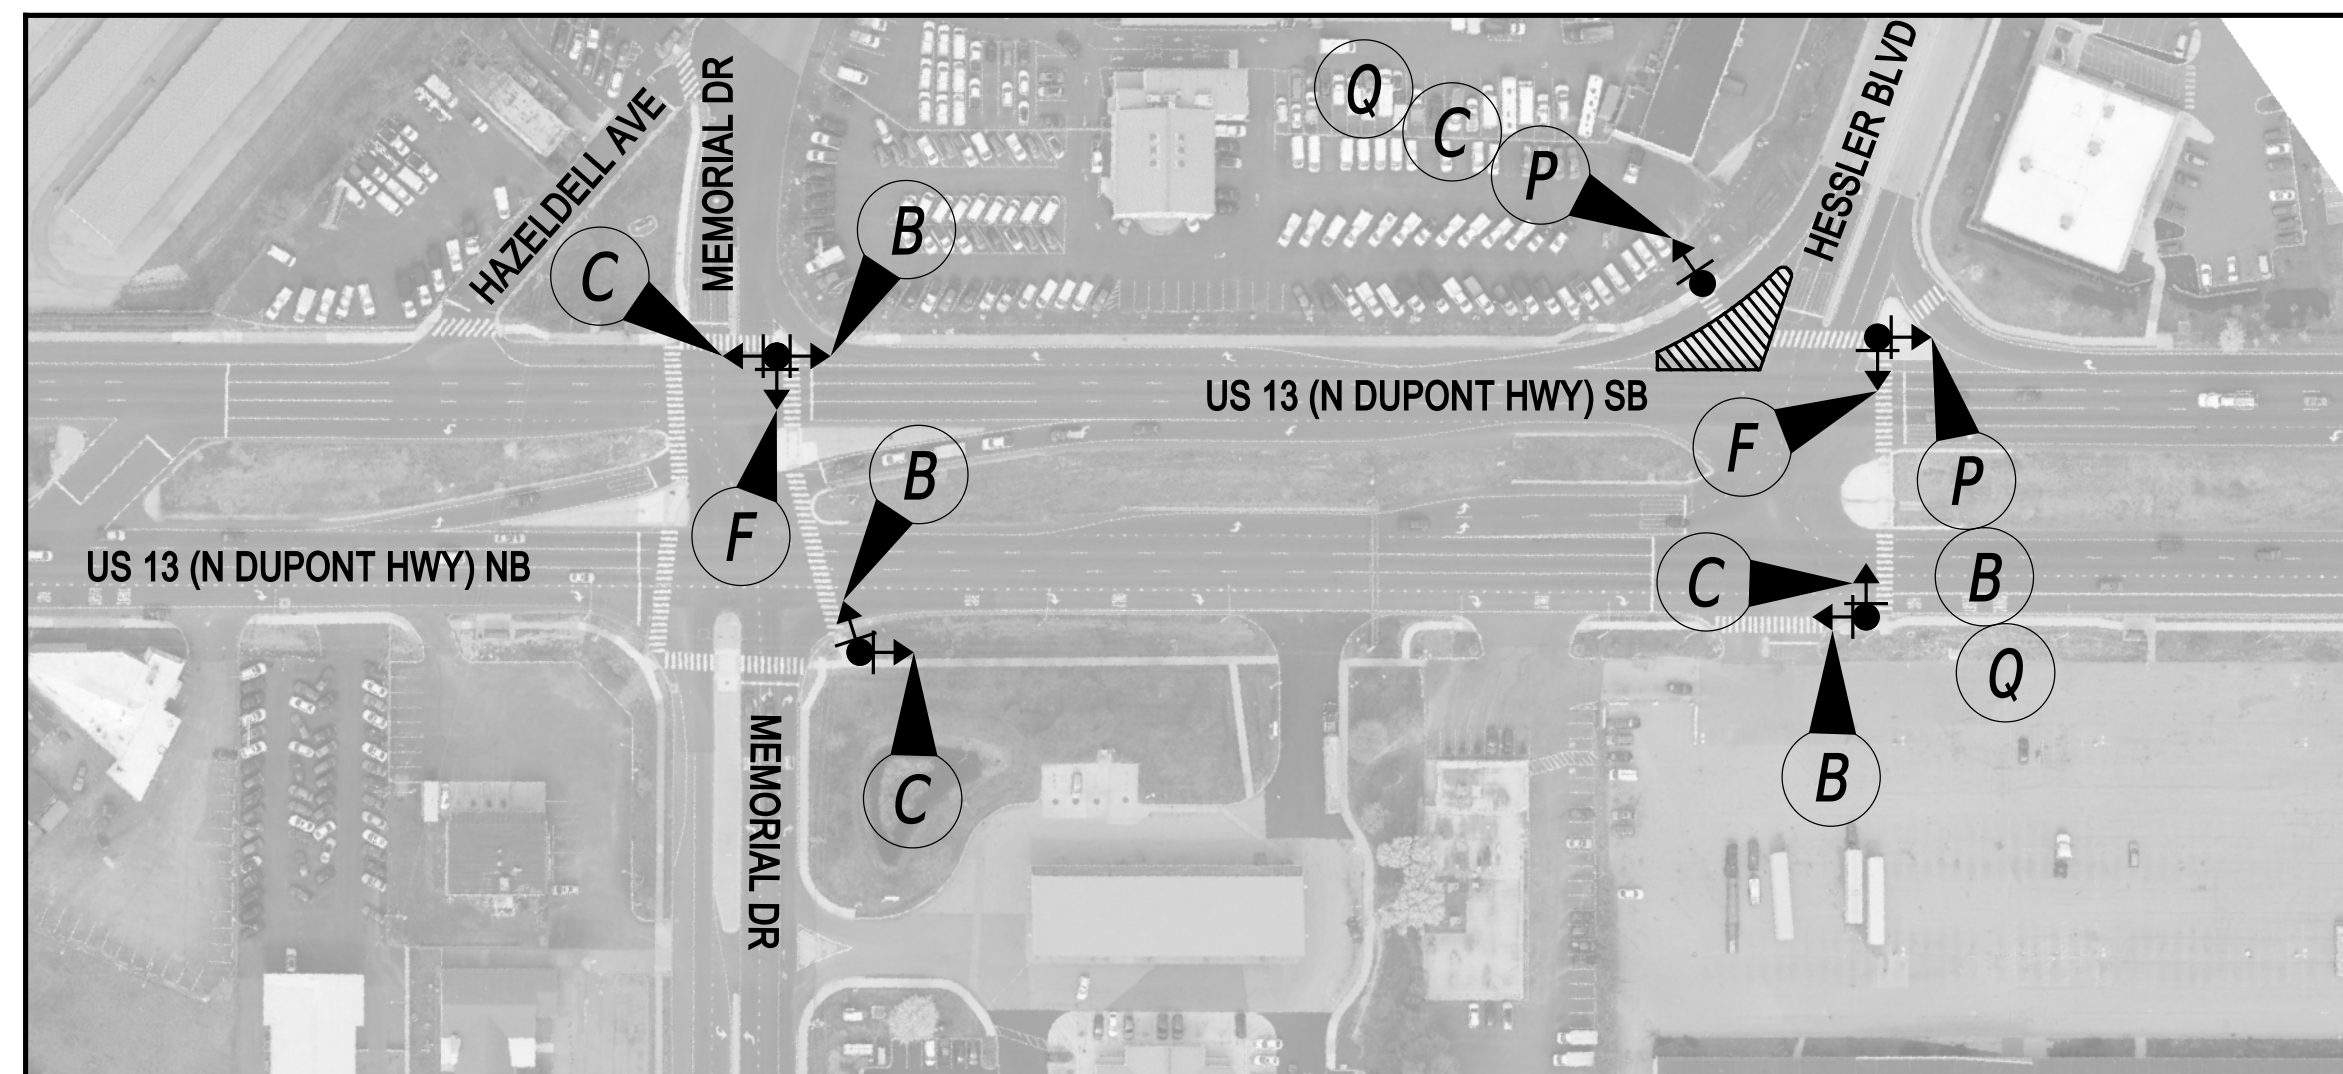 HAZELDELL AVE
MEMORIAL DR
HESSLER BLVD
Q
C
P
C
B
US 13 (N DUPONT HWY) SB
F
P
B
Q
F
B
US 13 (N DUPONT HWY) NB
C
C
B
MEMORIAL DR